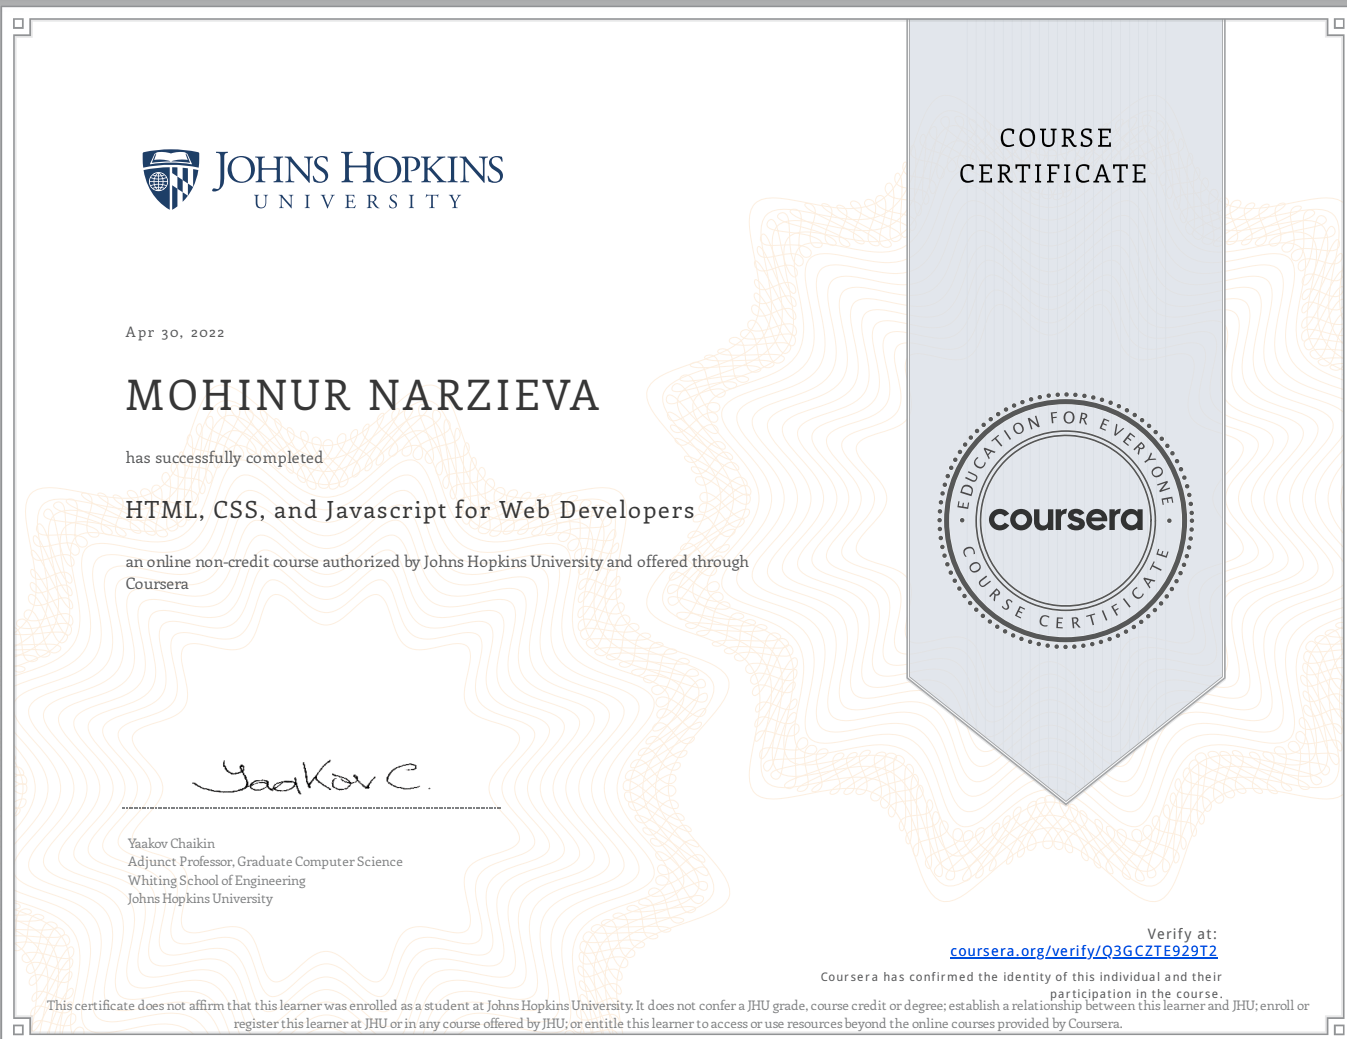 JOHNS HOPKINS
UNIVERSITY
COURSE
CERTIFICATE
Apr 30, 2022
MOHINUR NARZIEVA
has successfully completed
HTML, CSS, and Javascript for Web Developers
an online non-credit course authorized by Johns Hopkins University and offered through
Coursera
EDUCATION FOR EVERYONE
coursera
COURSE CERTIFICATE
Yaakov C.
Yaakov Chaikin
Adjunct Professor, Graduate Computer Science
Whiting School of Engineering
Johns Hopkins University
Verify at:
coursera.org/verify/Q3GCZTE929T2
Coursera has confirmed the identity of this individual and their
participation in the course.
This certificate does not affirm that this learner was enrolled as a student at Johns Hopkins University. It does not confer a JHU grade, course credit or degree; establish a relationship between this learner and JHU; enroll or
register this learner at JHU or in any course offered by JHU; or entitle this learner to access or use resources beyond the online courses provided by Coursera.